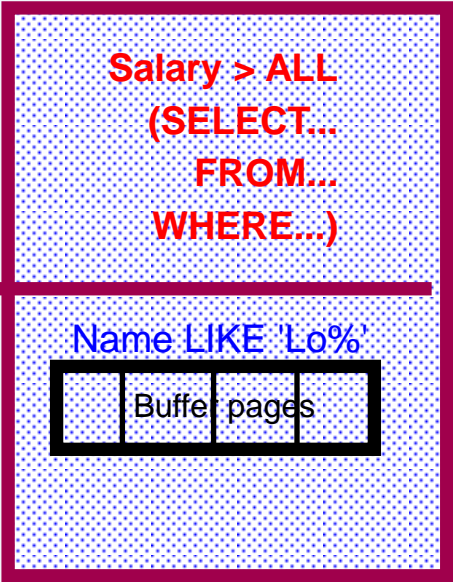 Salary > ALL
(SELECT...
FROM...
WHERE...)
Name LIKE 'Lo%'
Buffer pages